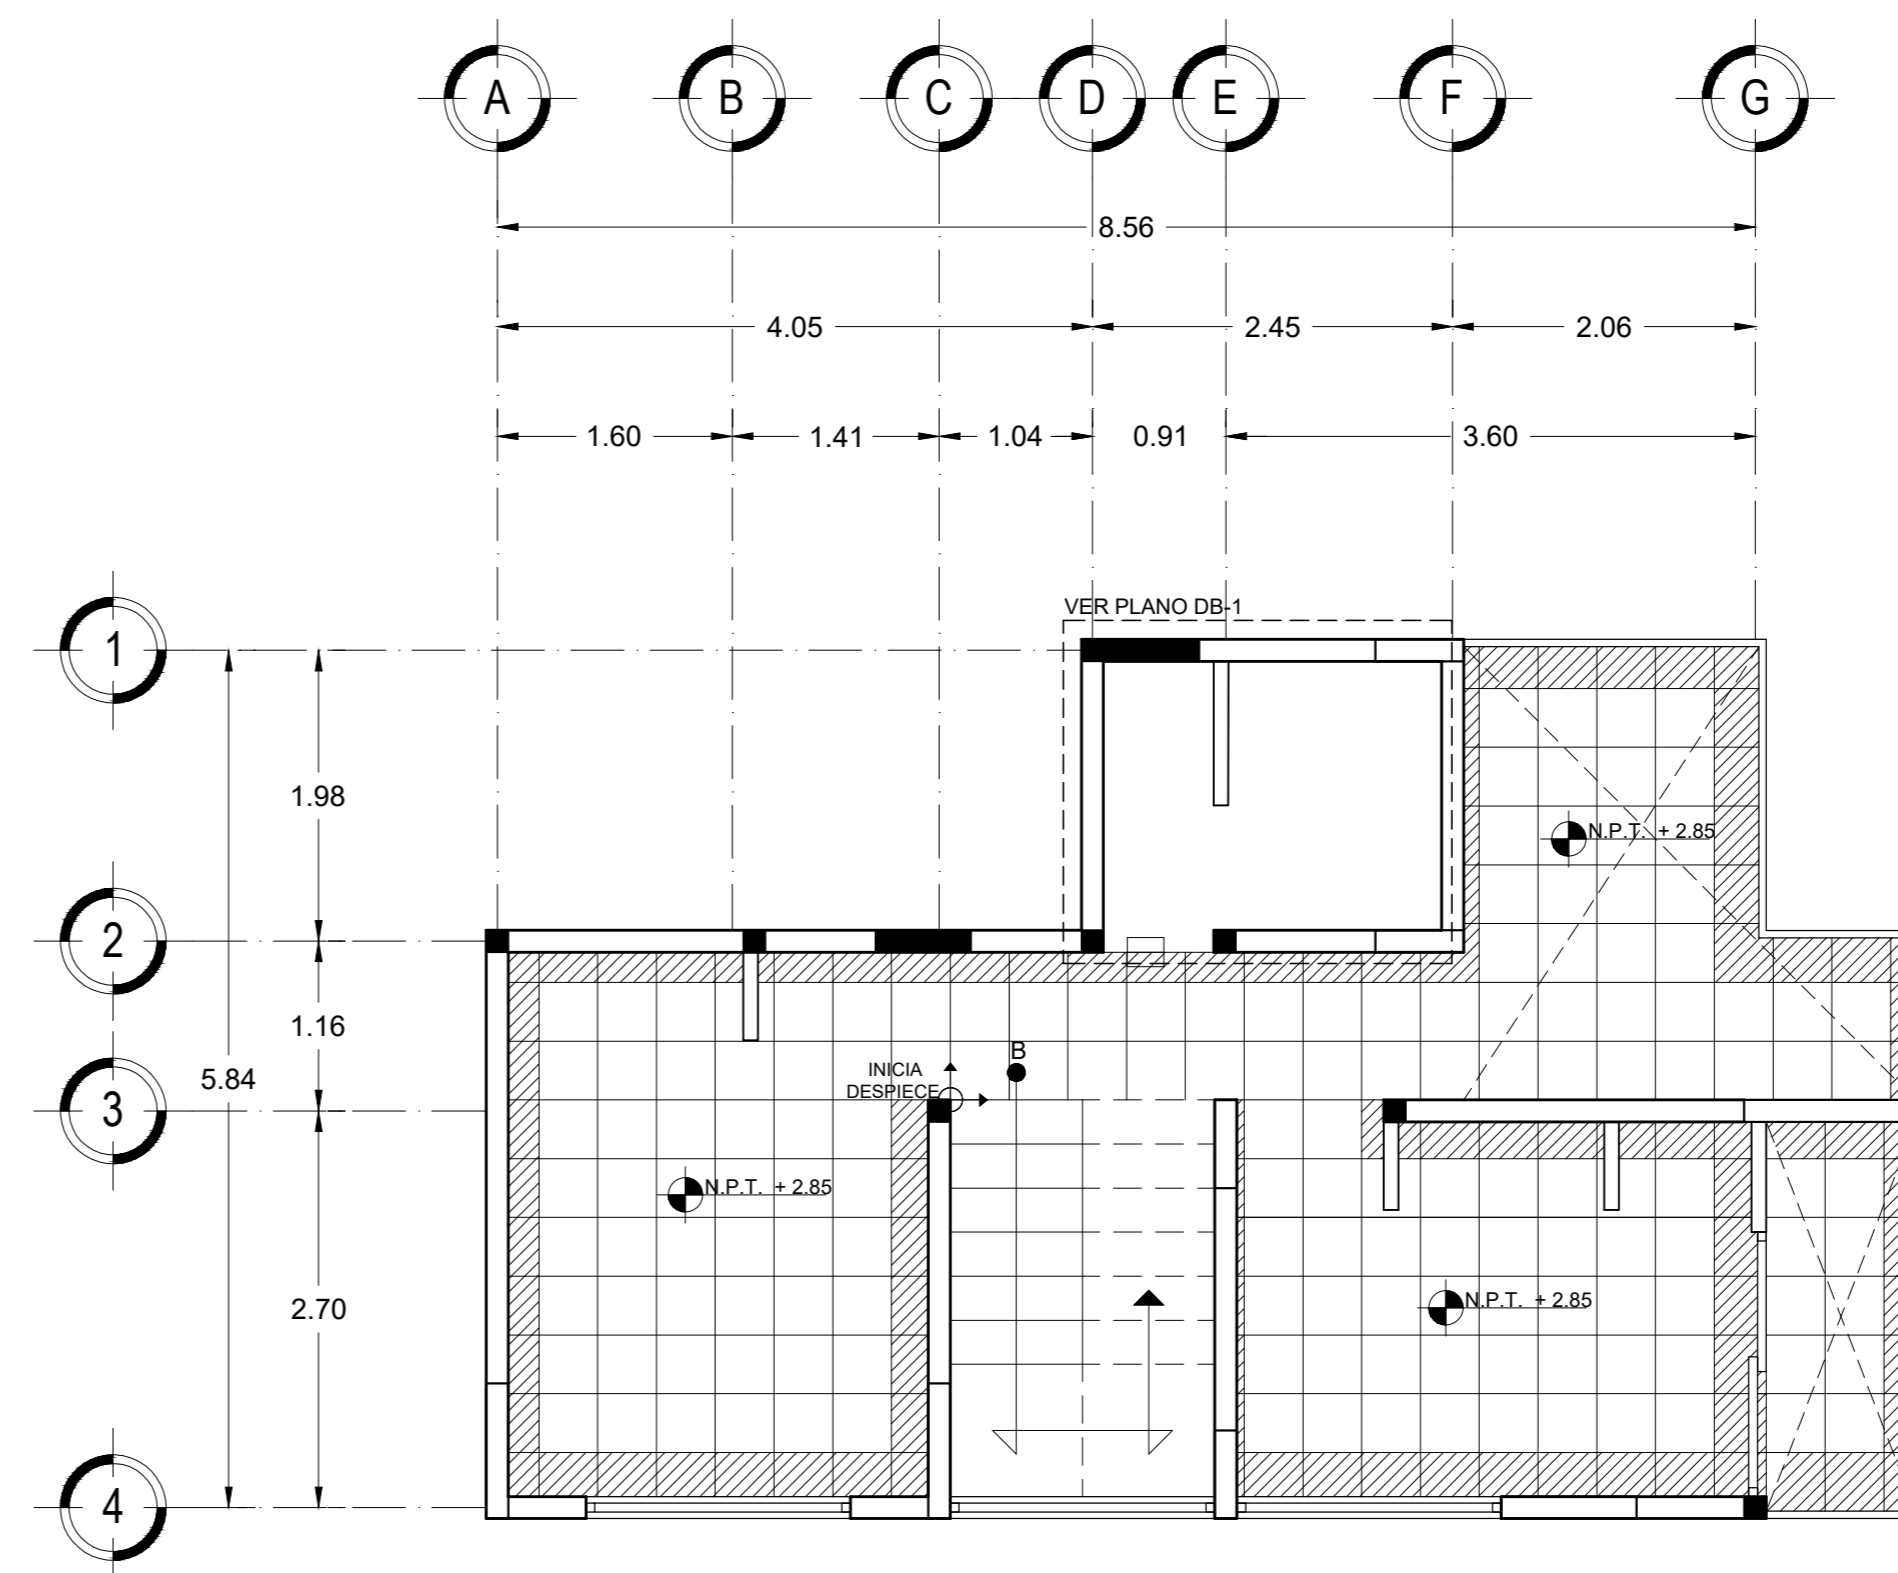 A B C D E F G
8.56
4.05 2.45 2.06
1.60 1.41 1.04 0.91 3.60
VER PLANO DB-1
1
1.98
N.P.T. + 2.85
2
1.16
B
INICIA
DESPIECE
5.84
3
N.P.T. + 2.85
2.70
N.P.T. + 2.85
4